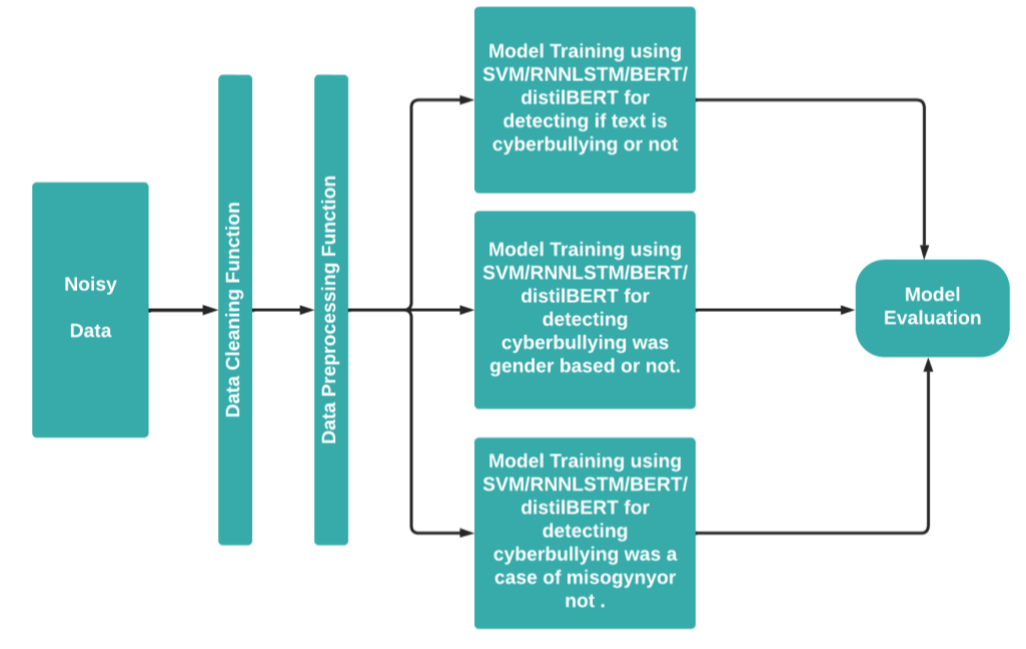 Noisy
Data
Data Cleaning Function
Data Preprocessing Function
Model Training using
SVM/RNNLSTM/BERT/
distilBERT for
detecting if text is
cyberbullying or not
Model Training using
SVM/RNNLSTM/BERT/
distilBERT for
detecting
cyberbullying was
gender based or not.
Model Training using
SVM/RNNLSTM/BERT/
distilBERT for
detecting
cyberbullying was a
case of misogynyor
not .
Model
Evaluation